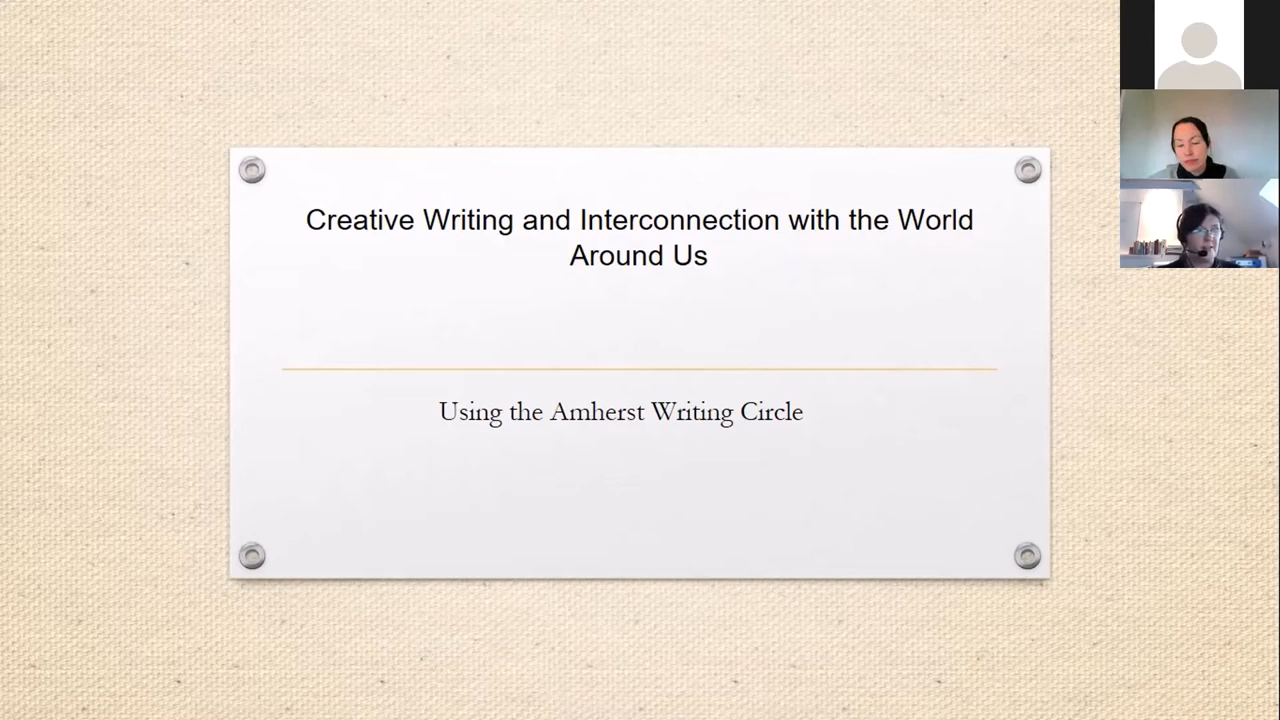 Creative Writing and Interconnection with the World
Around Us
Using the Amherst Writing Circle